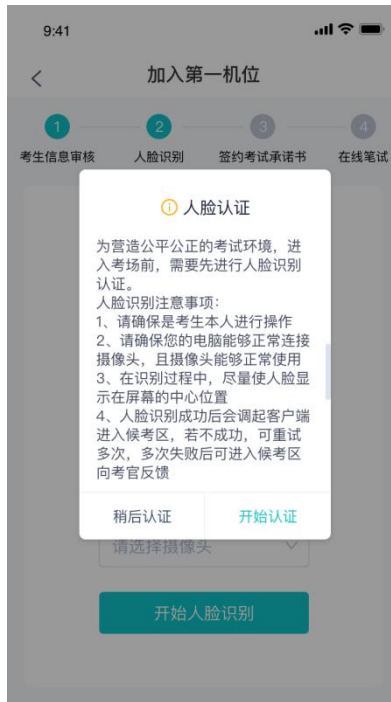 9:41
加入第一机位
1
2
3
4
考生信息审核
人脸识别
签约考试承诺书
在线笔试
人脸认证
为营造公平公正的考试环境，进
入考场前，需要先进行人脸识别
认证。
人脸识别注意事项：
1、请确保是考生本人进行操作
2、请确保您的电脑能够正常连接
摄像头，且摄像头能够正常使用
3、在识别过程中，尽量使人脸显
示在屏幕的中心位置
4、人脸识别成功后会调起客户端
进入候考区，若不成功，可重试
多次，多次失败后可进入候考区
向考官反馈
稍后认证
开始认证
请选择摄像头
开始人脸识别